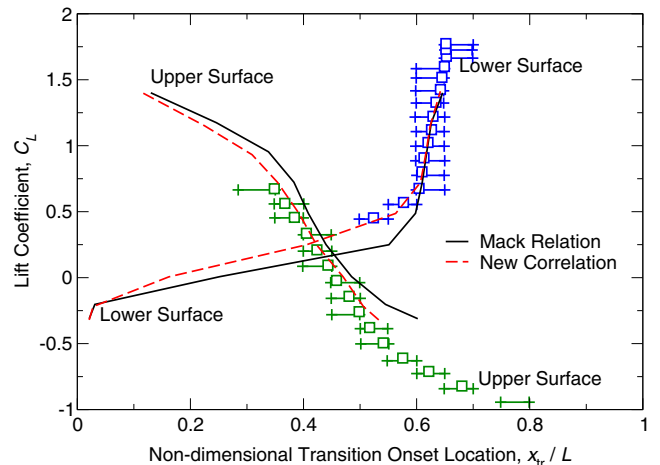 2
1.5
1
0.5
0
-0.5
-1
Lift Coefficient, C_L
Upper Surface
Lower Surface
Mack Relation
New Correlation
Lower Surface
Upper Surface
0 0.2 0.4 0.6 0.8 1
Non-dimensional Transition Onset Location, x_tr / L